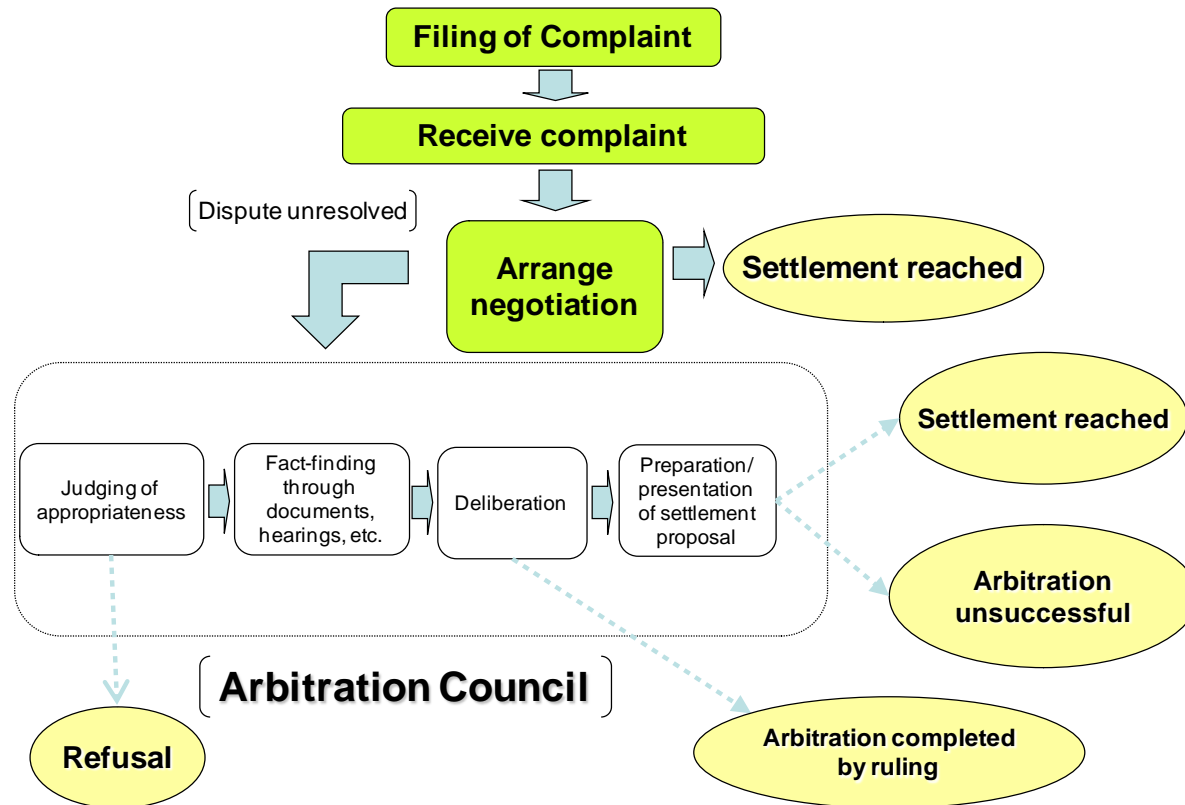 Filing of Complaint
Receive complaint
[Dispute unresolved]
Arrange
negotiation
Settlement reached
Settlement reached
Judging of
appropriateness
Fact-finding
through
documents,
hearings, etc.
Deliberation
Preparation/
presentation
of settlement
proposal
Arbitration
unsuccessful
[Arbitration Council]
Refusal
Arbitration completed
by ruling